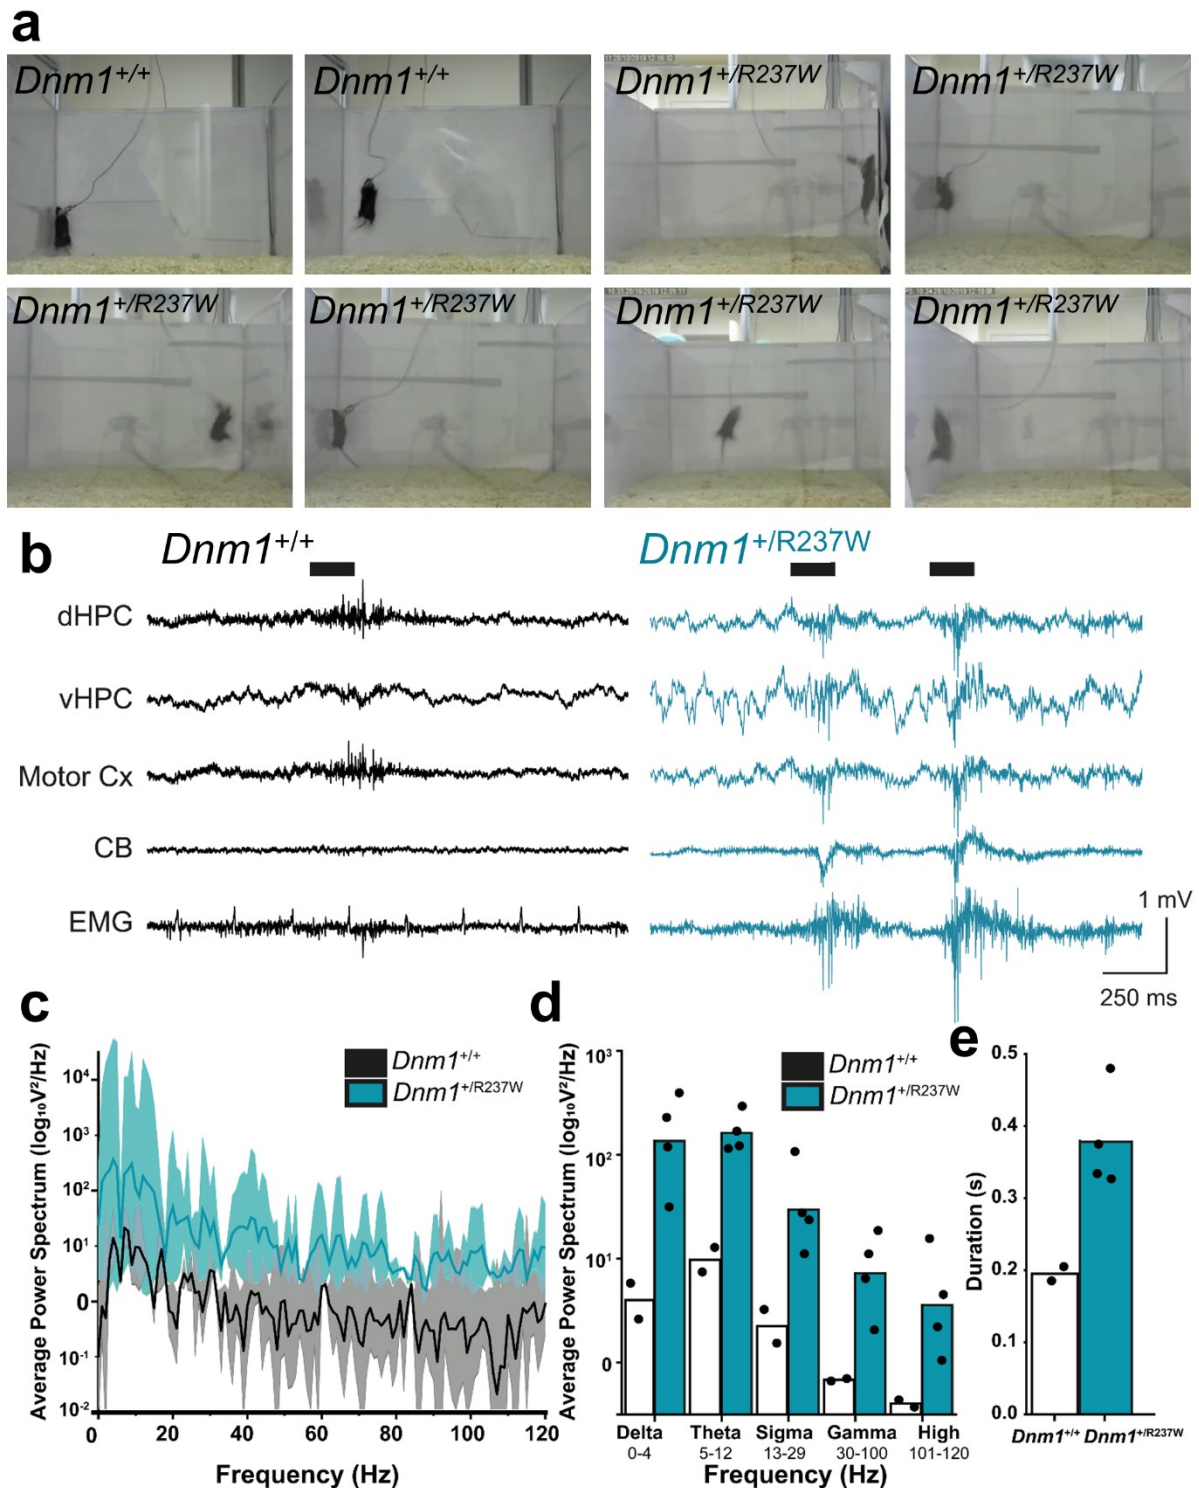 a
Dnm1+/+
Dnm1+/+
Dnm1+/R237W
Dnm1+/R237W
Dnm1+/R237W
Dnm1+/R237W
Dnm1+/R237W
Dnm1+/R237W
b
Dnm1+/+
Dnm1+/R237W
dHPC
vHPC
Motor Cx
CB
EMG
1 mV
250 ms
c
Average Power Spectrum (log₁₀V²/Hz)
10⁴
10³
10²
10¹
0
10⁻¹
10⁻²
0 20 40 60 80 100 120
Frequency (Hz)
Dnm1+/+
Dnm1+/R237W
d
Average Power Spectrum (log₁₀V²/Hz)
10³
10²
10¹
0
Dnm1+/+
Dnm1+/R237W
Delta Theta Sigma Gamma High
0-4 5-12 13-29 30-100 101-120
Frequency (Hz)
e
Duration (s)
0.5
0.4
0.3
0.2
0.1
0.0
Dnm1+/+ Dnm1+/R237W